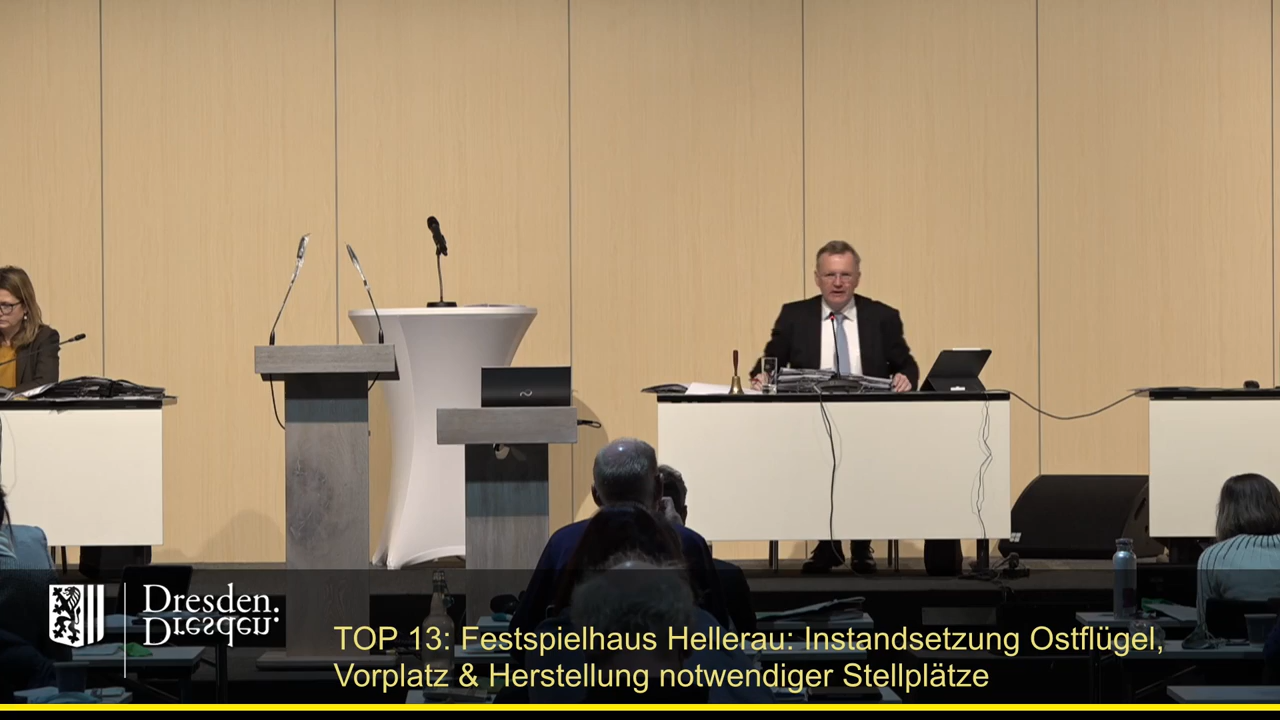 Dresden.
Dresden.
TOP 13: Festspielhaus Hellerau: Instandsetzung Ostflügel,
Vorplatz & Herstellung notwendiger Stellplätze